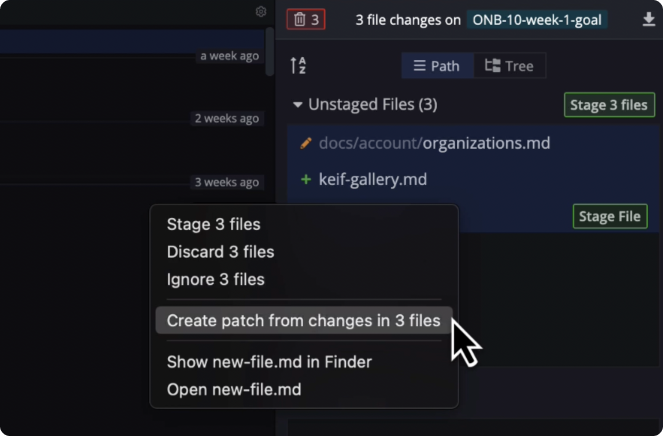 3
3 file changes on ONB-10-week-1-goal
a week ago
A Z
Path
Tree
2 weeks ago
Unstaged Files (3)
Stage 3 files
docs/account/organizations.md
keif-gallery.md
3 weeks ago
Stage File
Stage 3 files
Discard 3 files
Ignore 3 files
Create patch from changes in 3 files
Show new-file.md in Finder
Open new-file.md